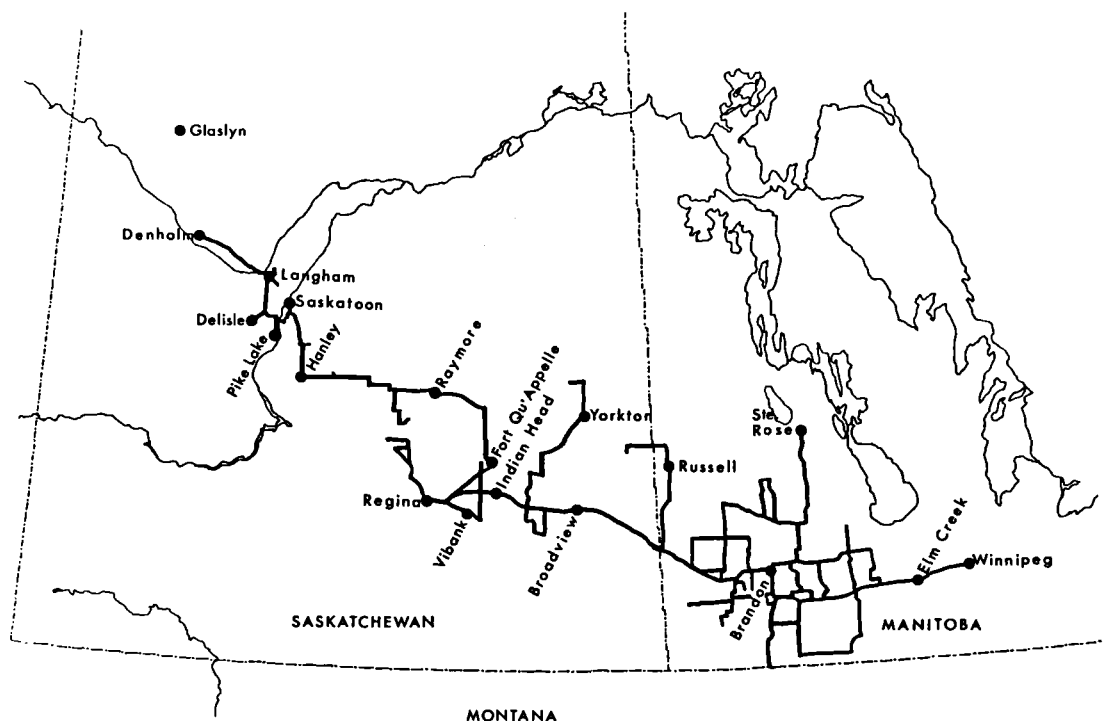 Glaslyn
Denholm
Langham
Saskatoon
Delisle
Pike Lake
Hanley
Raymore
Fort Qu'Appelle
Indian Head
Yorkton
Ste.
Rose
Russell
Regina
Vibank
Broadview
Brandon
Elm Creek
Winnipeg
SASKATCHEWAN
MANITOBA
MONTANA